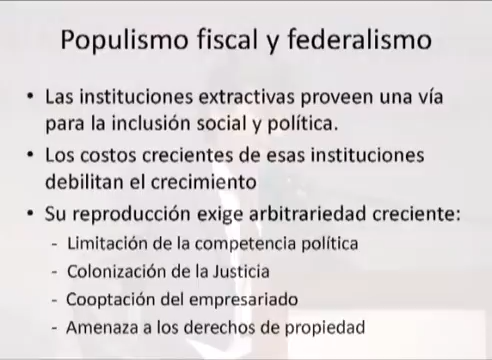 Populismo fiscal y federalismo
• Las instituciones extractivas proveen una vía
para la inclusión social y política.
• Los costos crecientes de esas instituciones
debilitan el crecimiento
• Su reproducción exige arbitrariedad creciente:
- Limitación de la competencia política
- Colonización de la Justicia
- Cooptación del empresariado
- Amenaza a los derechos de propiedad